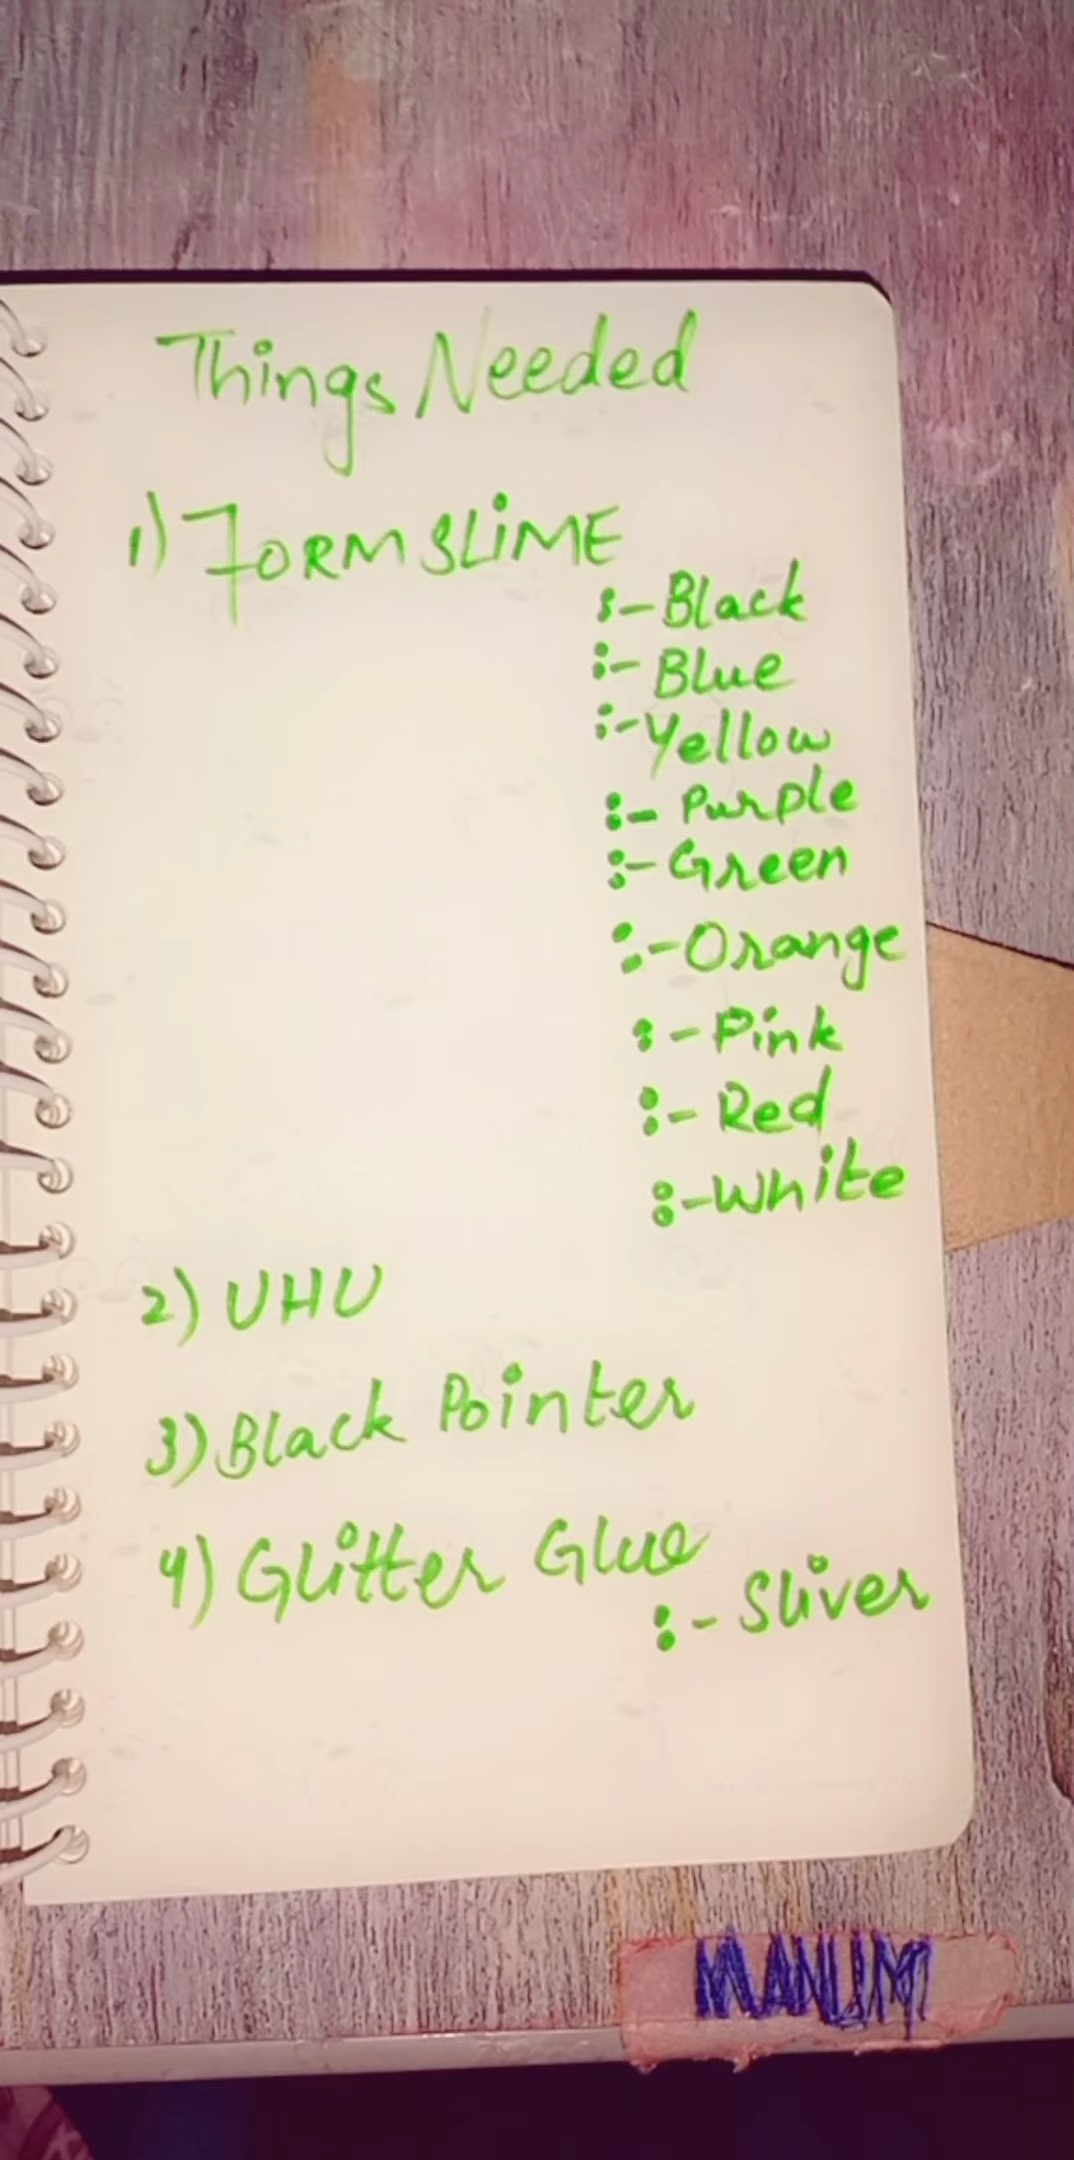 Things Needed
1) FORM SLiME
:- Black
:- Blue
:- Yellow
:- Purple
:- Green
:- Orange
:- Pink
:- Red
:- White
2) UHU
3) Black Pointer
4) Glitter Glue
:- Sliver